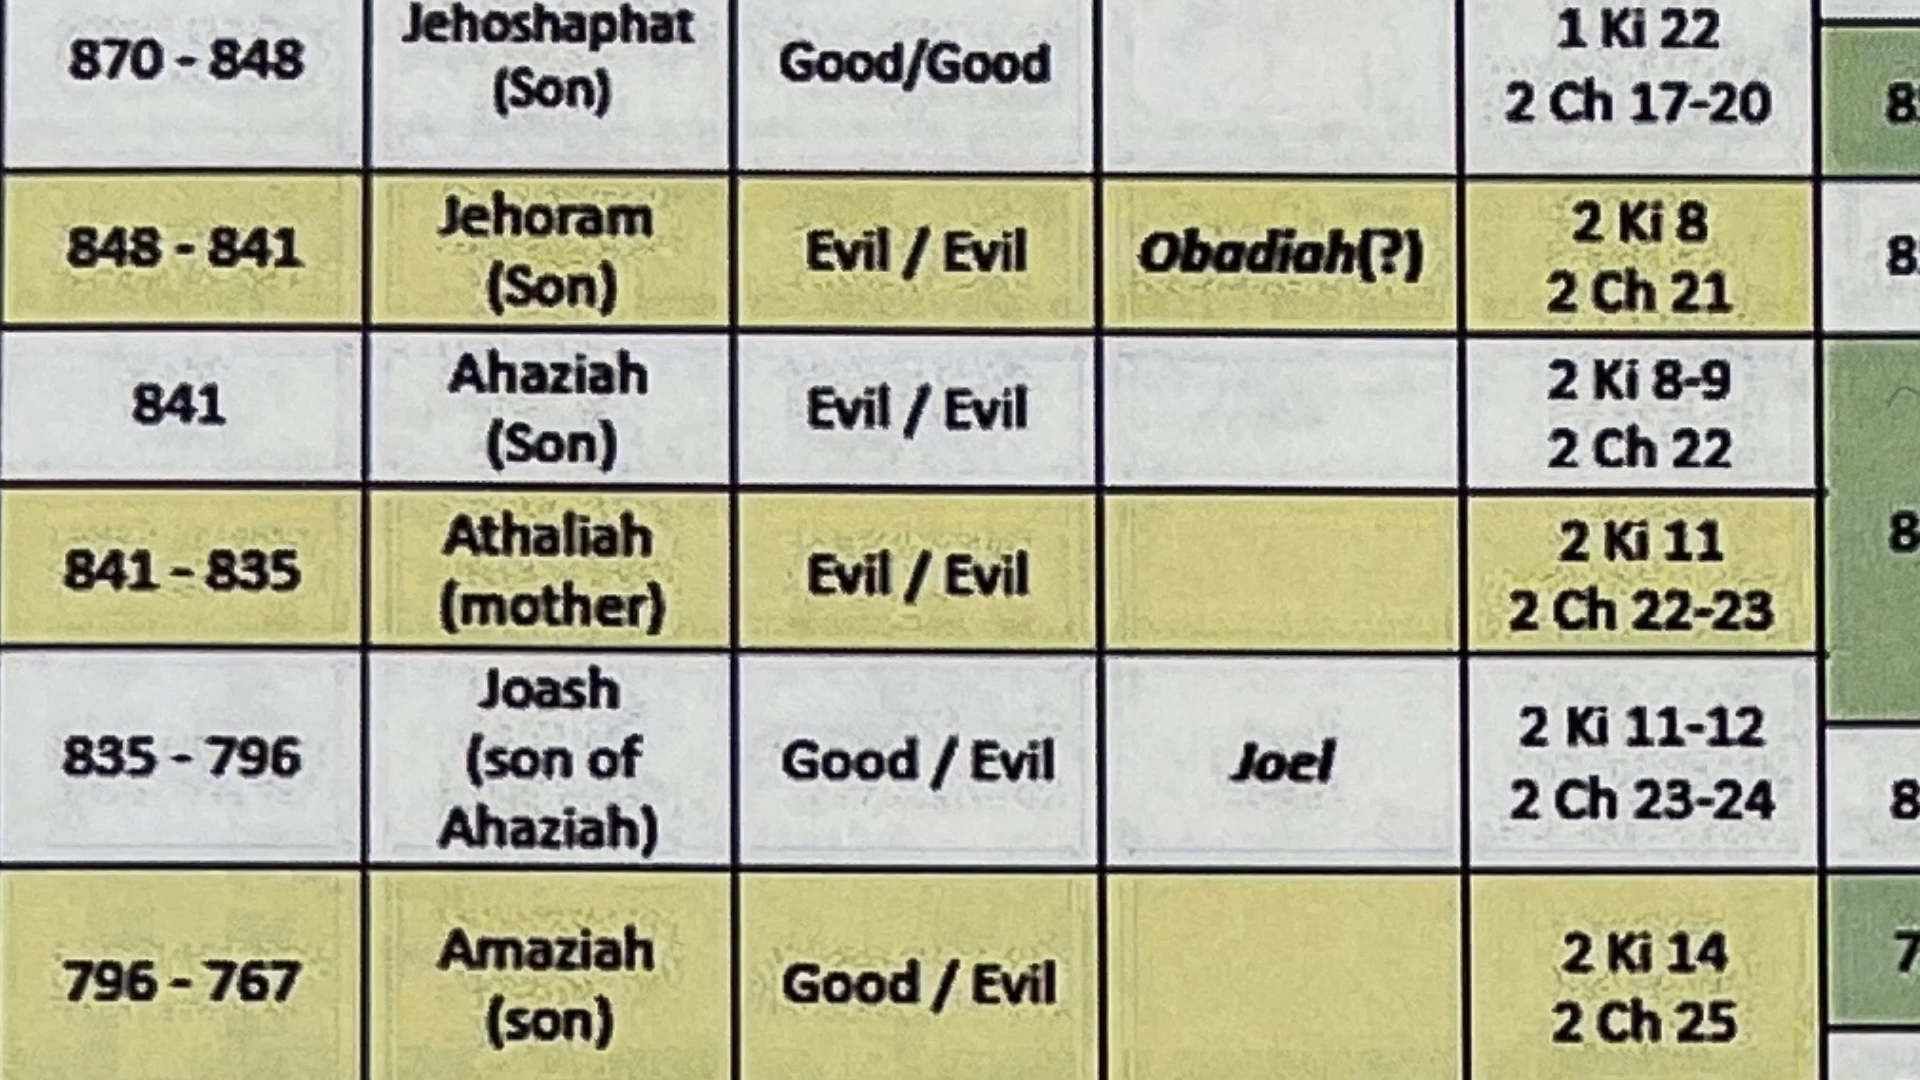 870 - 848
Jehoshaphat
(Son)
Good/Good
1 Ki 22
2 Ch 17-20
848 - 841
Jehoram
(Son)
Evil / Evil
Obadiah(?)
2 Ki 8
2 Ch 21
841
Ahaziah
(Son)
Evil / Evil
2 Ki 8-9
2 Ch 22
841 - 835
Athaliah
(mother)
Evil / Evil
2 Ki 11
2 Ch 22-23
835 - 796
Joash
(son of
Ahaziah)
Good / Evil
Joel
2 Ki 11-12
2 Ch 23-24
796 - 767
Amaziah
(son)
Good / Evil
2 Ki 14
2 Ch 25